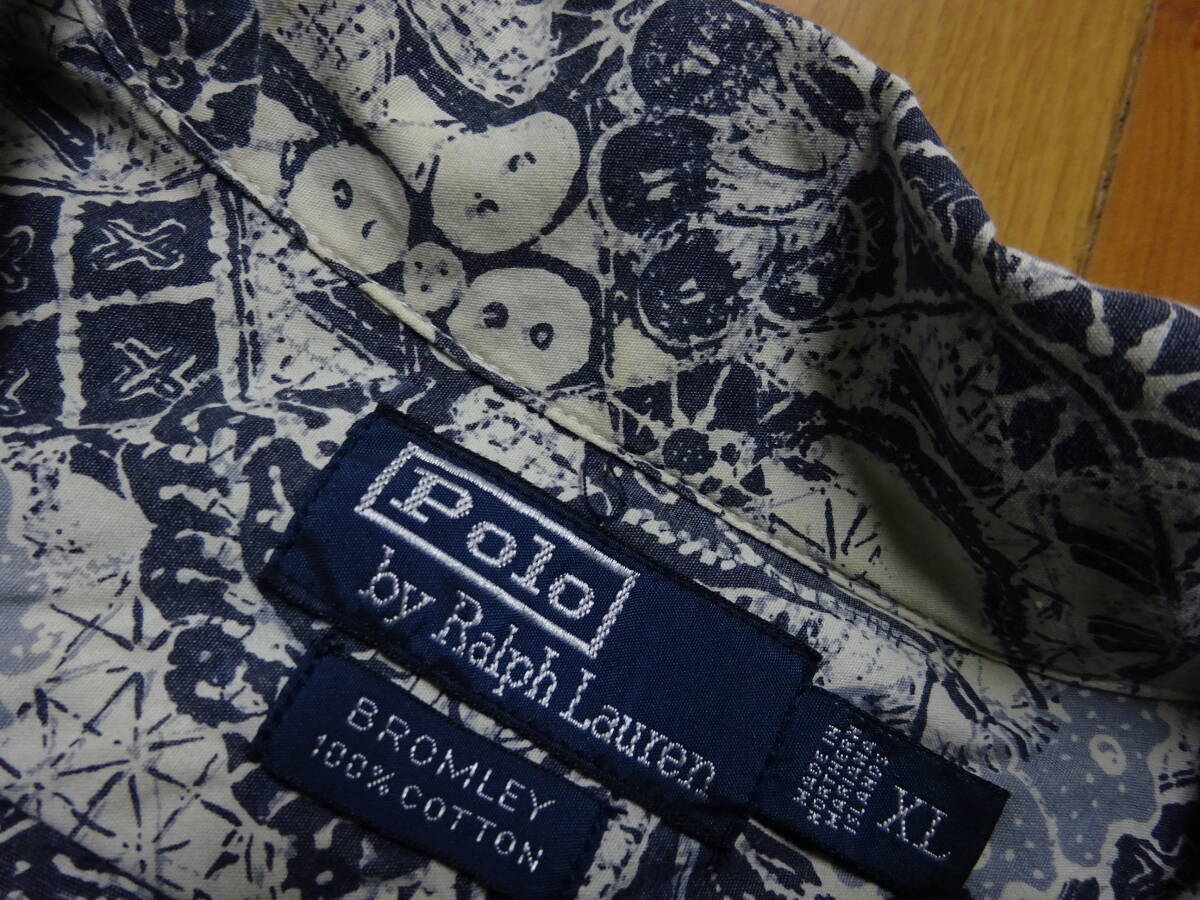 Polo
by Ralph Lauren
XL
BROMLEY
100% COTTON